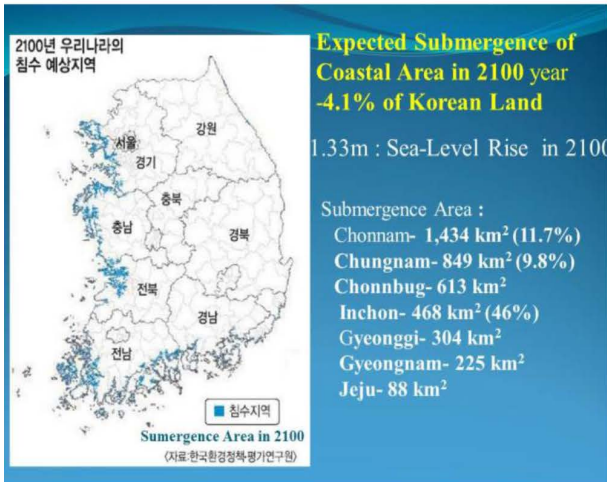 2100년 우리나라의
침수 예상지역
서울
경기
강원
충북
충남
경북
전북
경남
전남
침수지역
Sumergence Area in 2100
〈자료:한국환경정책·평가연구원〉
Expected Submergence of
Coastal Area in 2100 year
-4.1% of Korean Land
1.33m : Sea-Level Rise in 2100
Submergence Area :
Chonnam- 1,434 km² (11.7%)
Chungnam- 849 km² (9.8%)
Chonnbug- 613 km²
Inchon- 468 km² (46%)
Gyeonggi- 304 km²
Gyeongnam- 225 km²
Jeju- 88 km²